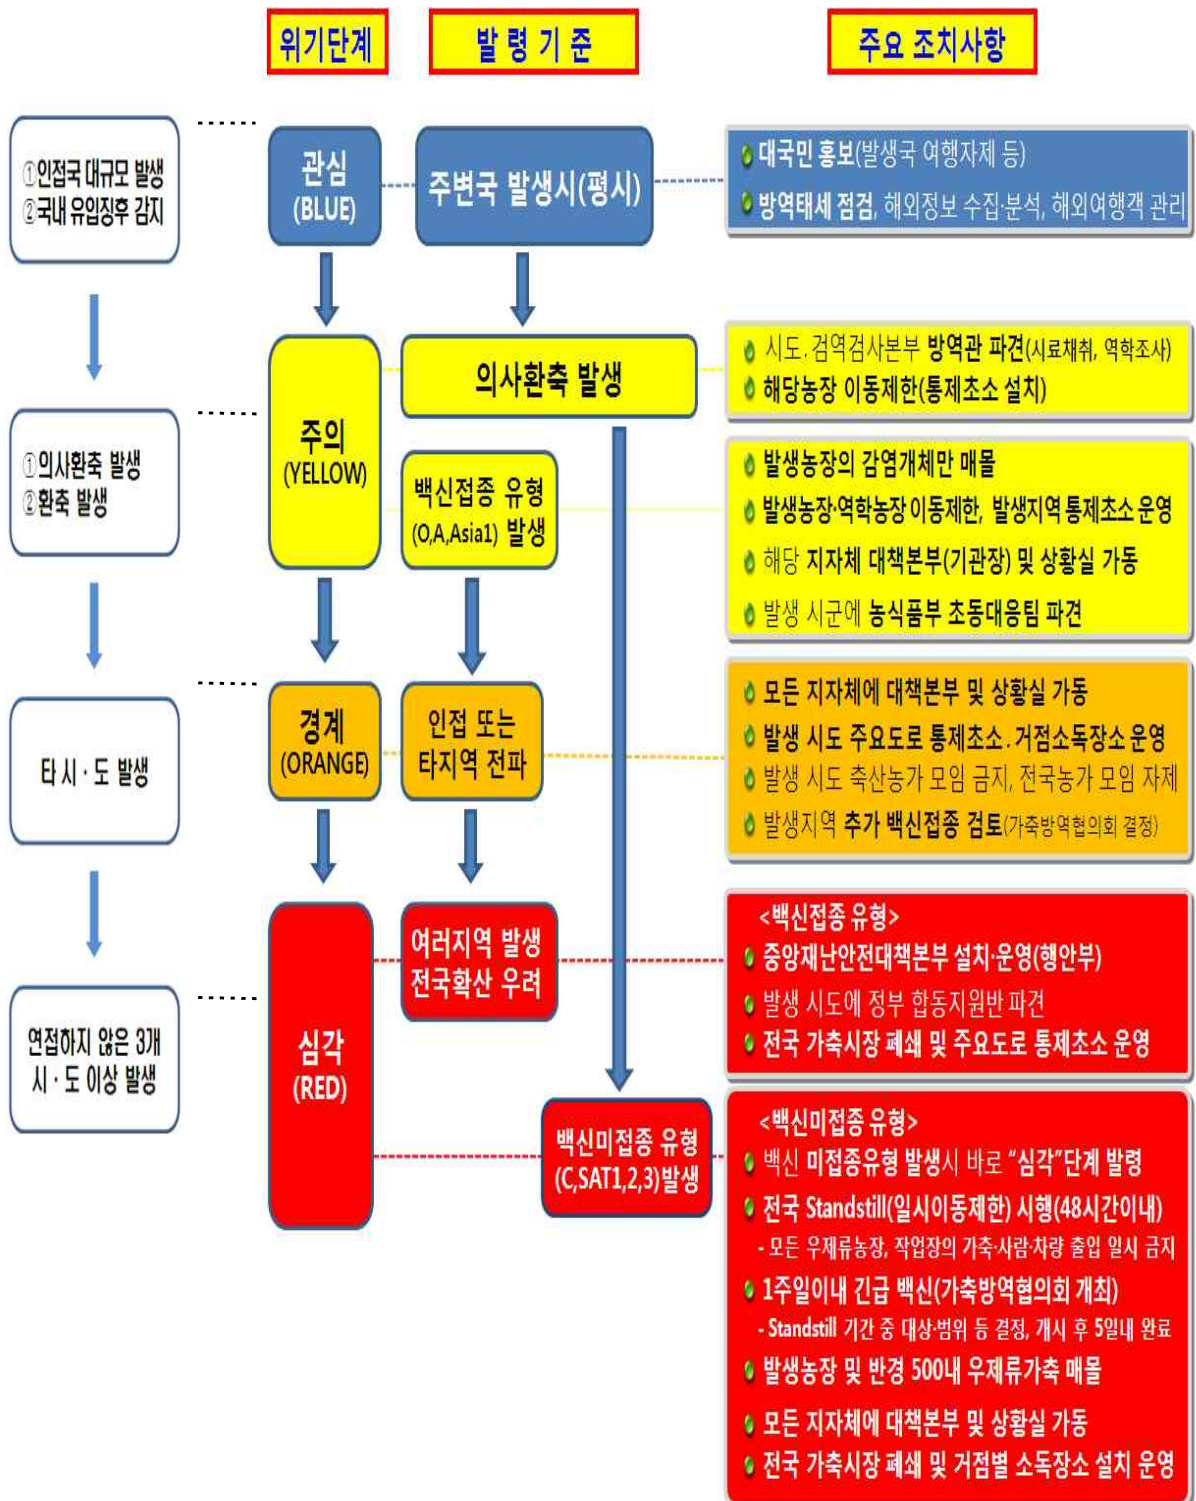 위기단계
발 령 기 준
주요 조치사항
①인접국 대규모 발생
②국내 유입징후 감지
관심
(BLUE)
주변국 발생시(평시)
대국민 홍보(발생국 여행자제 등)
방역태세 점검, 해외정보 수집·분석, 해외여행객 관리
①의사환축 발생
②환축 발생
주의
(YELLOW)
의사환축 발생
시도.검역검사본부 방역관 파견(시료채취, 역학조사)
해당농장 이동제한(통제초소 설치)
백신접종 유형
(O,A,Asia1) 발생
발생농장의 감염개체만 매몰
발생농장·역학농장 이동제한, 발생지역 통제초소 운영
해당 지자체 대책본부(기관장) 및 상황실 가동
발생 시군에 농식품부 초동대응팀 파견
타 시 · 도 발생
경계
(ORANGE)
인접 또는
타지역 전파
모든 지자체에 대책본부 및 상황실 가동
발생 시도 주요도로 통제초소.거점소독장소 운영
발생 시도 축산농가 모임 금지, 전국농가 모임 자제
발생지역 추가 백신접종 검토(가축방역협의회 결정)
연접하지 않은 3개
시 · 도 이상 발생
심각
(RED)
여러지역 발생
전국확산 우려
<백신접종 유형>
중앙재난안전대책본부 설치·운영(행안부)
발생 시도에 정부 합동지원반 파견
전국 가축시장 폐쇄 및 주요도로 통제초소 운영
백신미접종 유형
(C,SAT1,2,3)발생
<백신미접종 유형>
백신 미접종유형 발생시 바로 “심각”단계 발령
전국 Standstill(일시이동제한) 시행(48시간이내)
- 모든 우제류농장, 작업장의 가축·사람·차량 출입 일시 금지
1주일이내 긴급 백신(가축방역협의회 개최)
- Standstill 기간 중 대상·범위 등 결정, 개시 후 5일내 완료
발생농장 및 반경 500내 우제류가축 매몰
모든 지자체에 대책본부 및 상황실 가동
전국 가축시장 폐쇄 및 거점별 소독장소 설치 운영